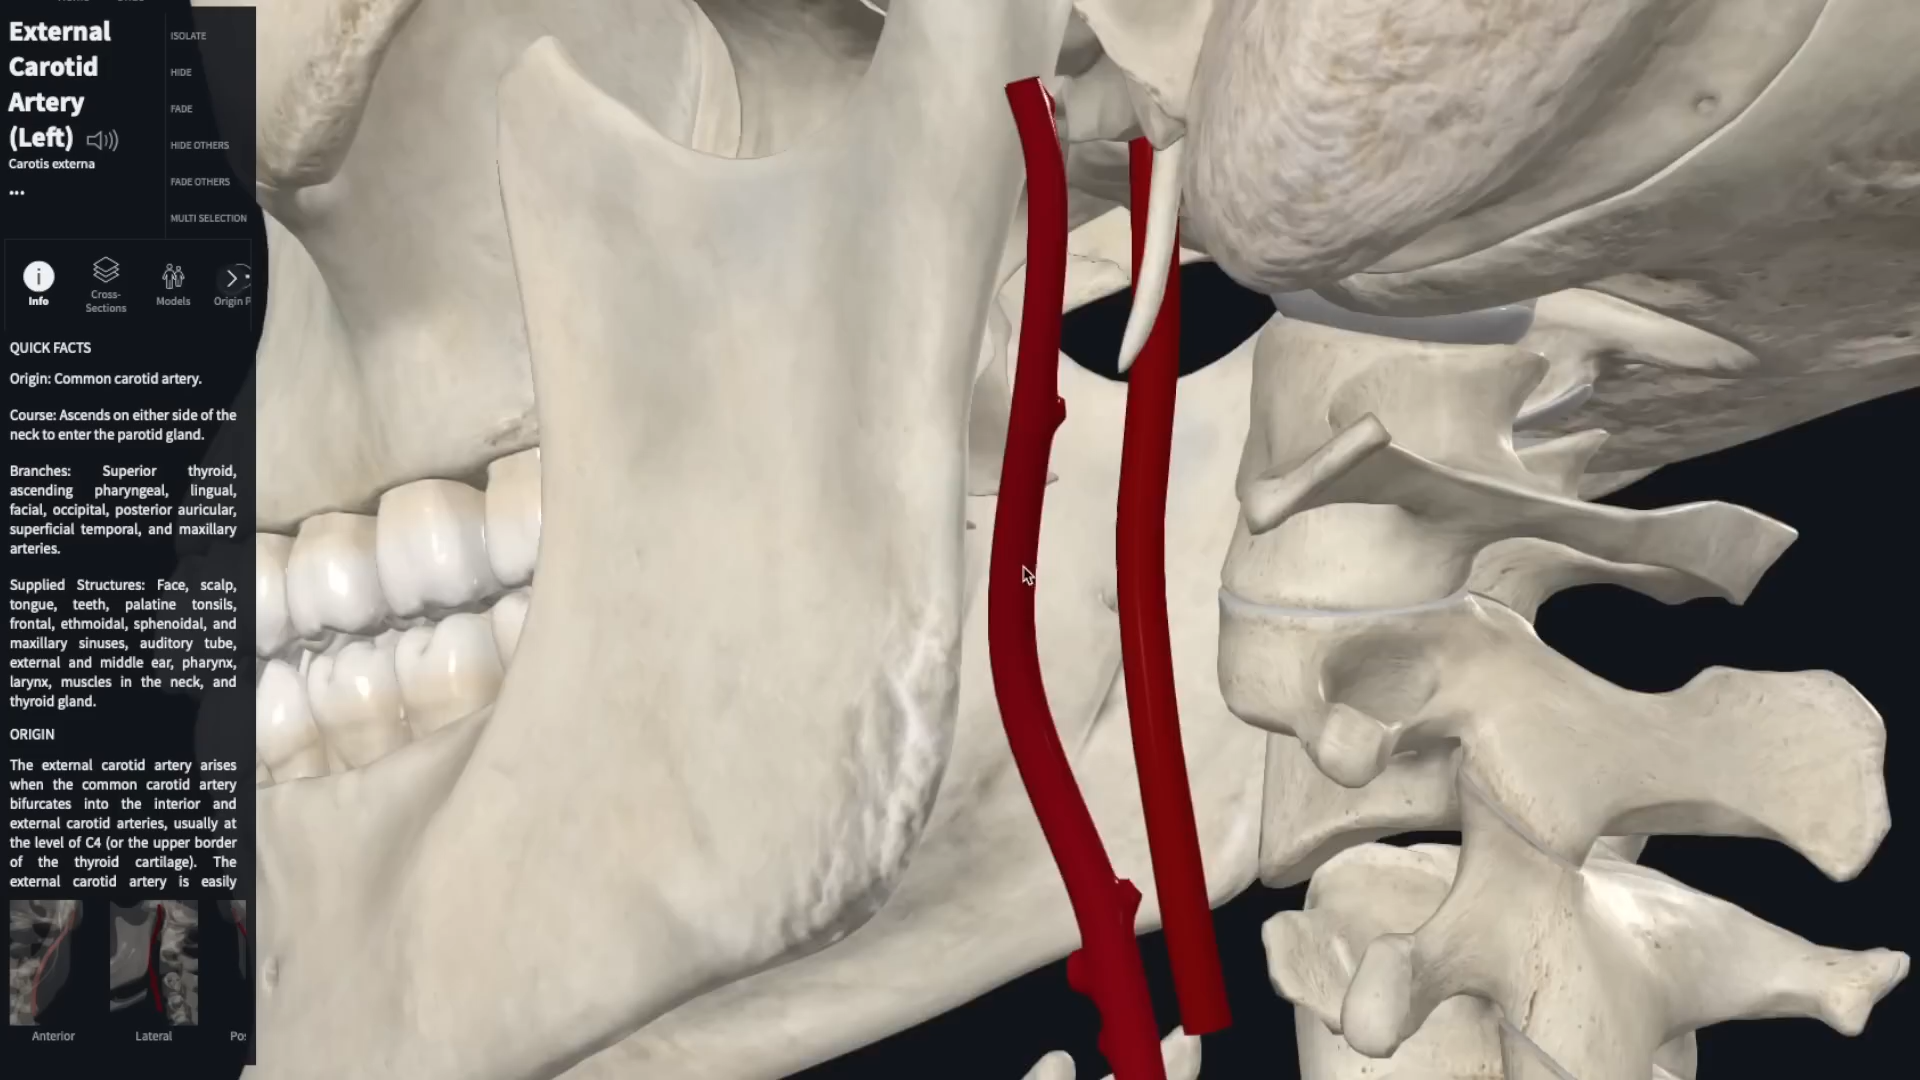 External
Carotid
Artery
(Left)
Carotis externa
...
ISOLATE
HIDE
FADE
HIDE OTHERS
FADE OTHERS
MULTI SELECTION
Info
Cross-
Sections
Models
Origin
QUICK FACTS
Origin: Common carotid artery.
Course: Ascends on either side of the
neck to enter the parotid gland.
Branches: Superior thyroid,
ascending pharyngeal, lingual,
facial, occipital, posterior auricular,
superficial temporal, and maxillary
arteries.
Supplied Structures: Face, scalp,
tongue, teeth, palatine tonsils,
frontal, ethmoidal, sphenoidal, and
maxillary sinuses, auditory tube,
external and middle ear, pharynx,
larynx, muscles in the neck, and
thyroid gland.
ORIGIN
The external carotid artery arises
when the common carotid artery
bifurcates into the interior and
external carotid arteries, usually at
the level of C4 (or the upper border
of the thyroid cartilage). The
external carotid artery is easily
Anterior
Lateral